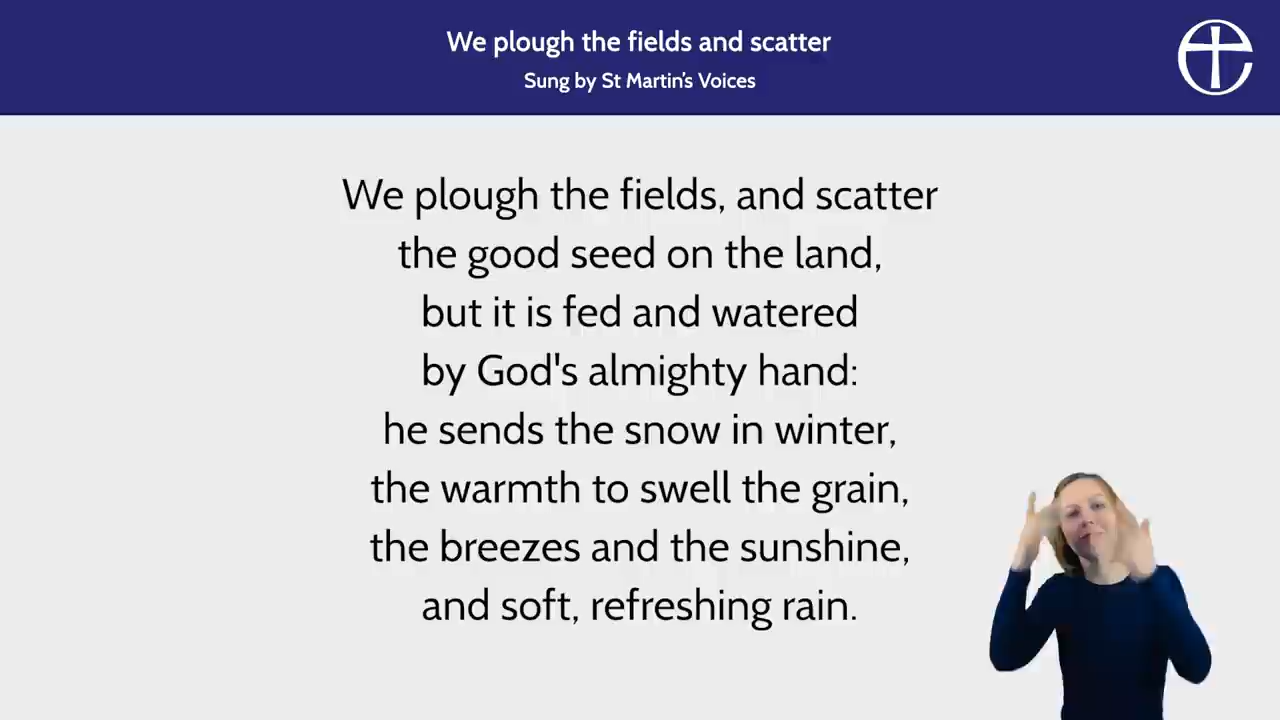 We plough the fields and scatter
Sung by St Martin's Voices
We plough the fields, and scatter
the good seed on the land,
but it is fed and watered
by God's almighty hand:
he sends the snow in winter,
the warmth to swell the grain,
the breezes and the sunshine,
and soft, refreshing rain.